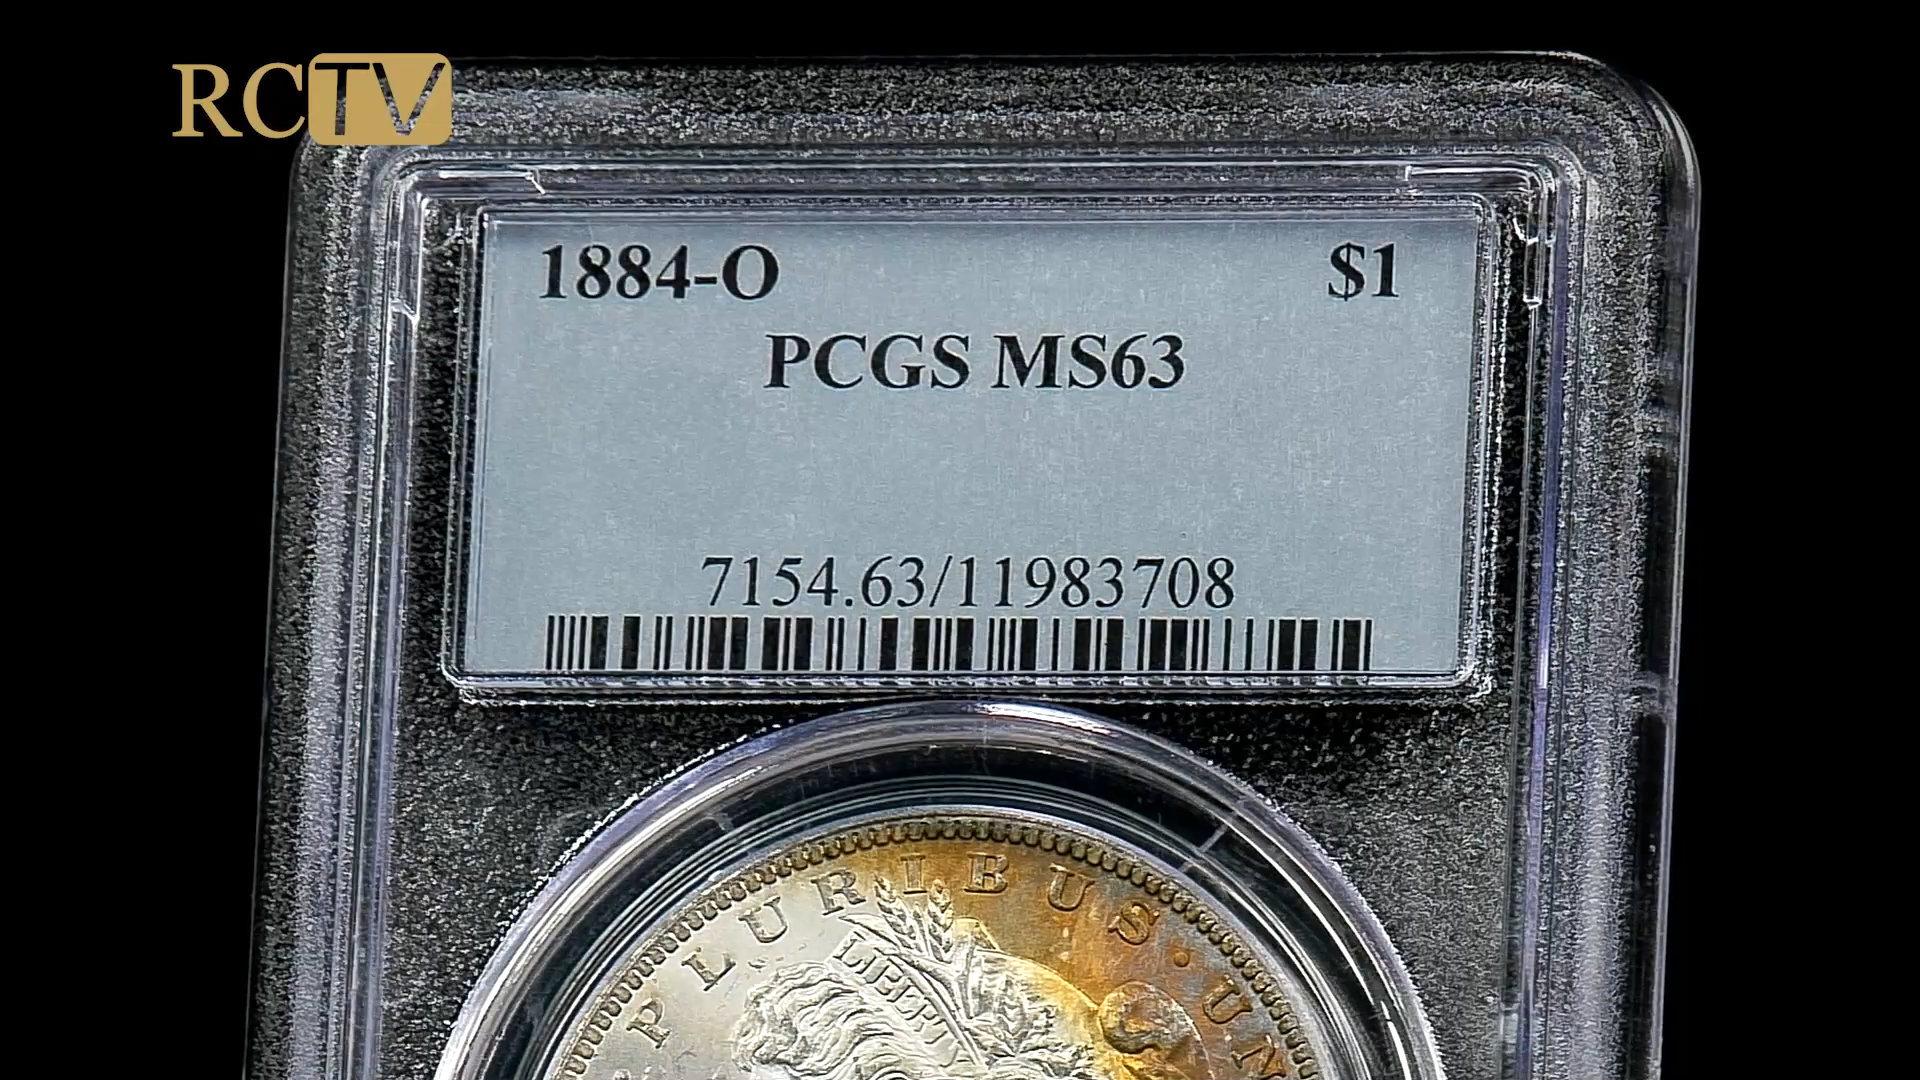 RCTV
1884-O $1
PCGS MS63
7154.63/11983708
PLURIBUS · UN
LIBERTY